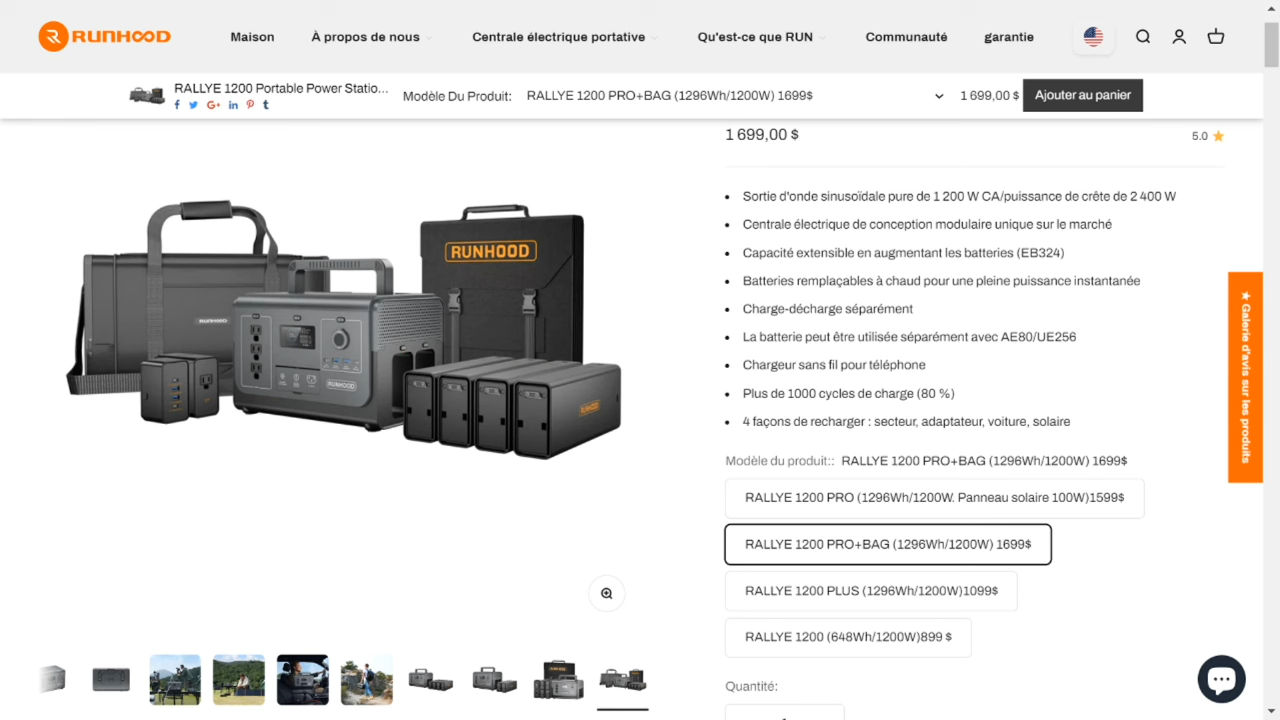 RUNHOOD
Maison
À propos de nous
Centrale électrique portative
Qu'est-ce que RUN
Communauté
garantie
RALLYE 1200 Portable Power Statio...
Modèle Du Produit:
RALLYE 1200 PRO+BAG (1296Wh/1200W) 1699$
1 699,00 $
Ajouter au panier
1 699,00 $
5.0
Sortie d'onde sinusoïdale pure de 1 200 W CA/puissance de crête de 2 400 W
Centrale électrique de conception modulaire unique sur le marché
Capacité extensible en augmentant les batteries (EB324)
Batteries remplaçables à chaud pour une pleine puissance instantanée
Charge-décharge séparément
La batterie peut être utilisée séparément avec AE80/UE256
Chargeur sans fil pour téléphone
Plus de 1000 cycles de charge (80 %)
4 façons de recharger : secteur, adaptateur, voiture, solaire
Modèle du produit:: RALLYE 1200 PRO+BAG (1296Wh/1200W) 1699$
RALLYE 1200 PRO (1296Wh/1200W. Panneau solaire 100W)1599$
RALLYE 1200 PRO+BAG (1296Wh/1200W) 1699$
RALLYE 1200 PLUS (1296Wh/1200W)1099$
RALLYE 1200 (648Wh/1200W)899 $
Quantité:
★ Galerie d'avis sur les produits
RUNHOOD
RUNHOOD
RUNHOOD
RUNHOOD